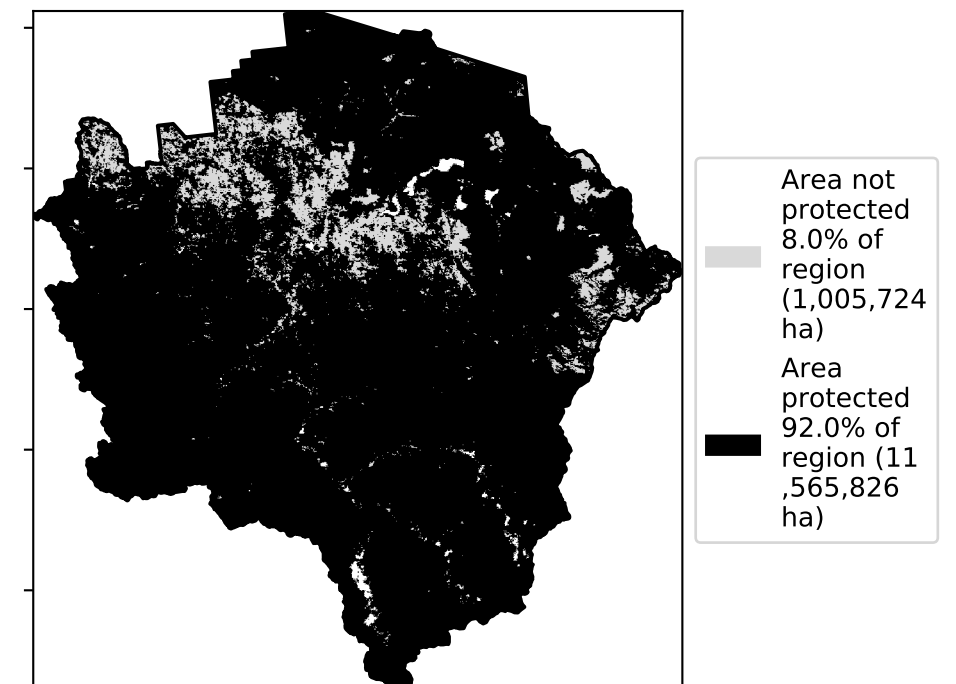 Area not
protected
8.0% of
region
(1,005,724
ha)
Area
protected
92.0% of
region (11
,565,826
ha)